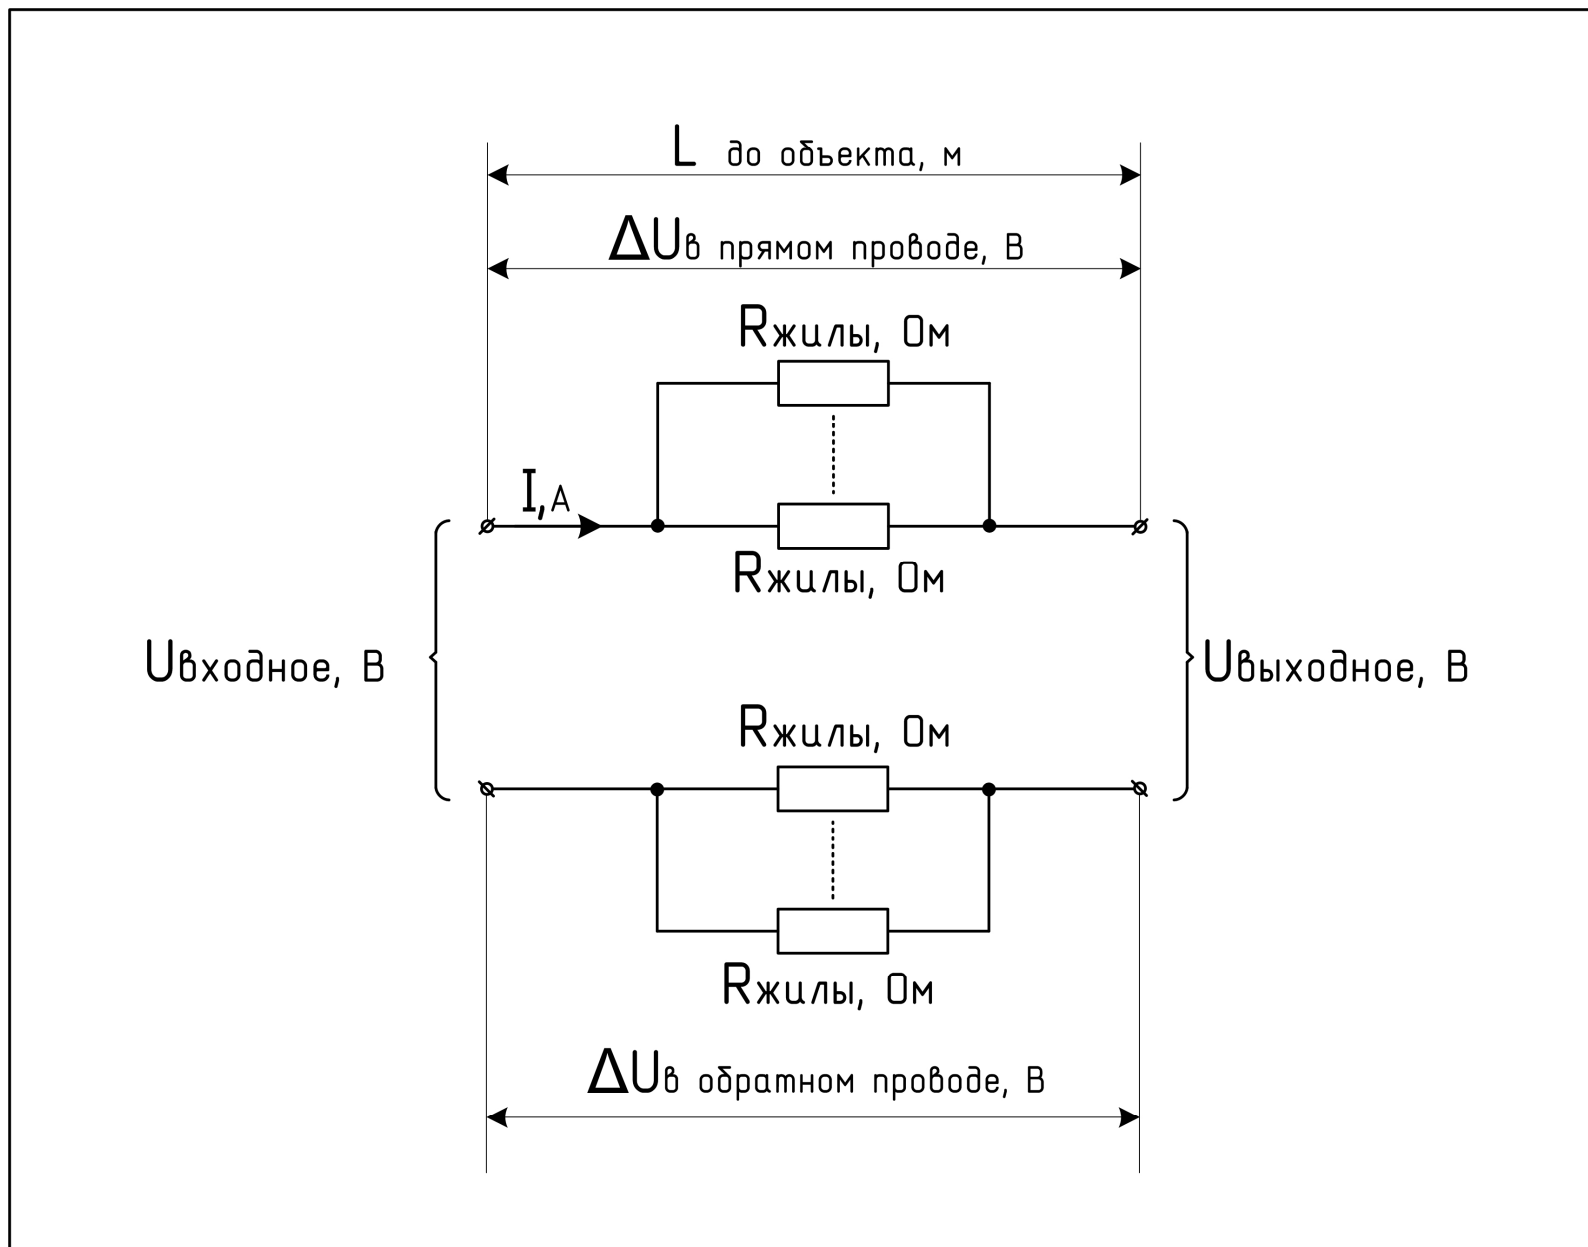 L до объекта, м
ΔUв прямом проводе, В
Rжилы, Ом
I, А
Rжилы, Ом
Uвходное, В
Uвыходное, В
Rжилы, Ом
Rжилы, Ом
ΔUв обратном проводе, В